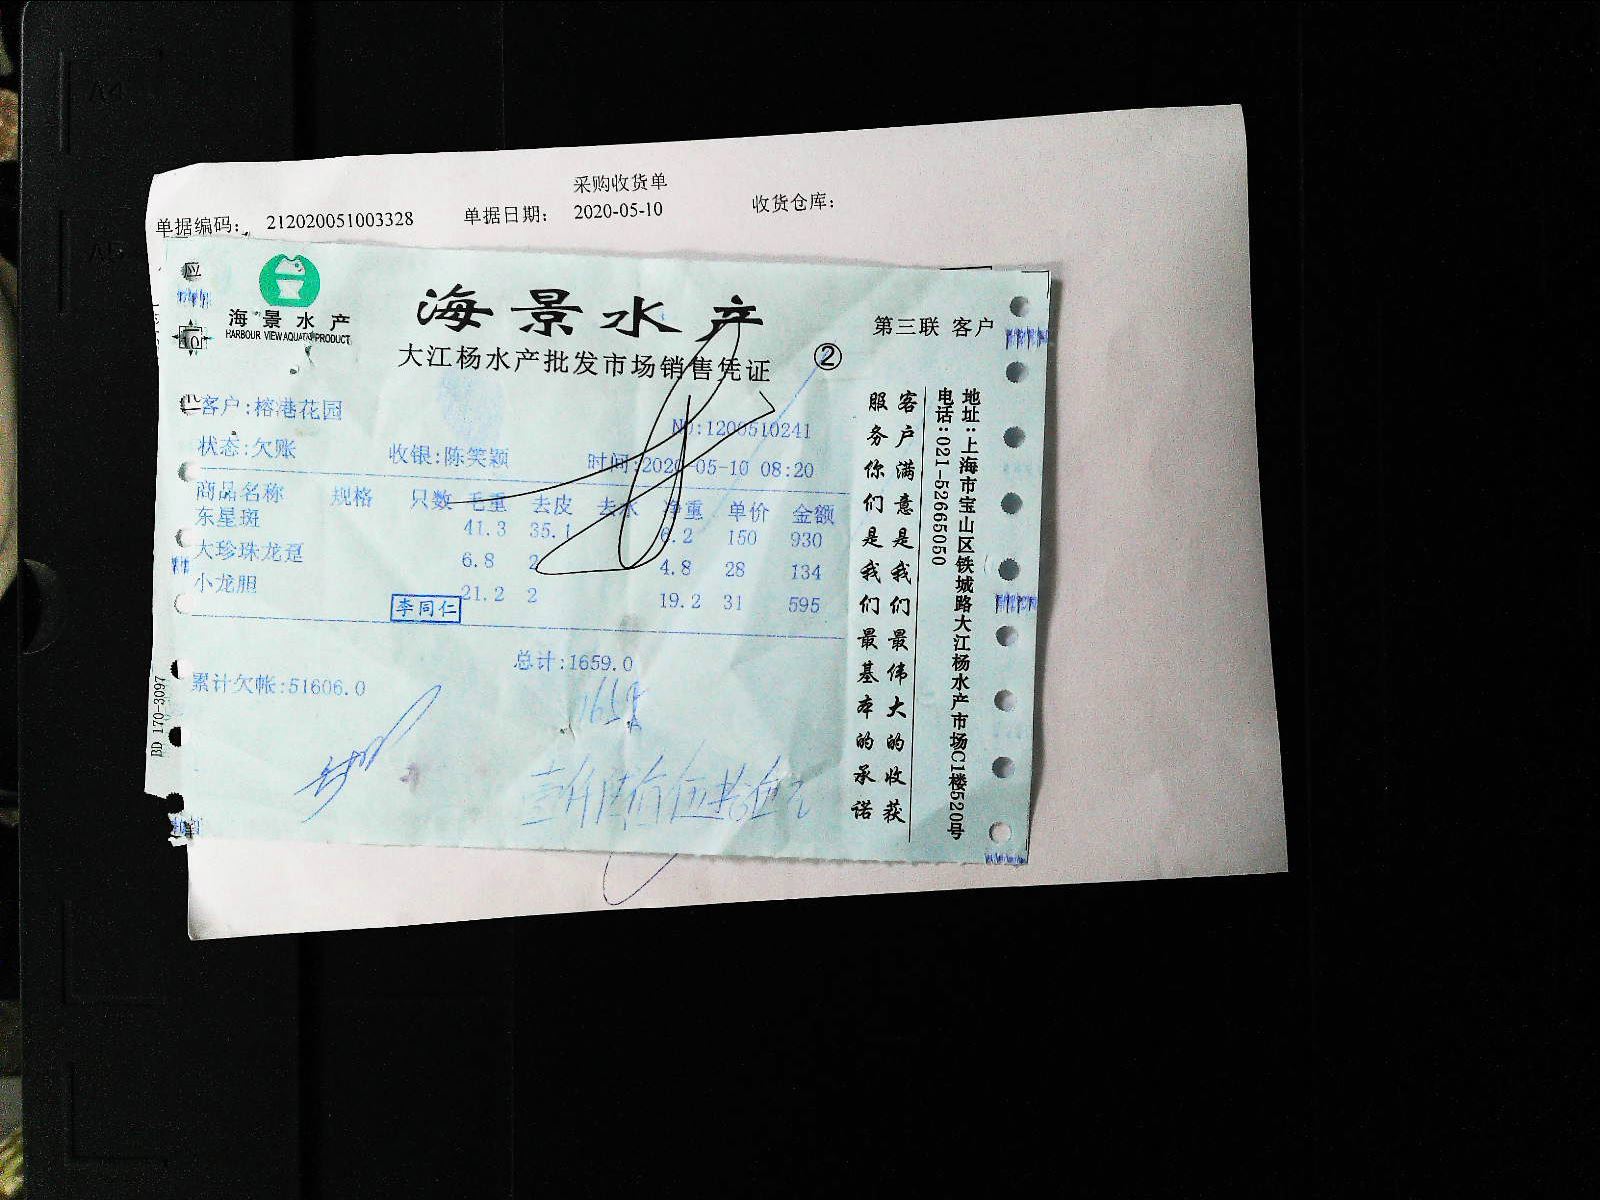 采购收货单
单据编码： 212020051003328 单据日期： 2020-05-10 收货仓库：
应
海景水产
HARBOUR VIEW AQUATIC PRODUCT
海景水产
大江杨水产批发市场销售凭证
②
第三联 客户
客户:榕港花园
NO:1200510241
状态:欠账 收银:陈笑颖 时间:2020-05-10 08:20
商品名称 规格 只数 毛重 去皮 去水 净重 单价 金额
东星斑 41.3 35.1 6.2 150 930
大珍珠龙趸 6.8 2 4.8 28 134
小龙胆 21.2 2 19.2 31 595
李同仁
总计:1659.0
累计欠帐:51606.0
壹仟陆佰伍拾
客户满意是我们最伟大的收获
服务你们是我们最基本的承诺
地址:上海市宝山区铁城路大江杨水产市场C1楼520号
电话:021-52665050
BD 170-3097